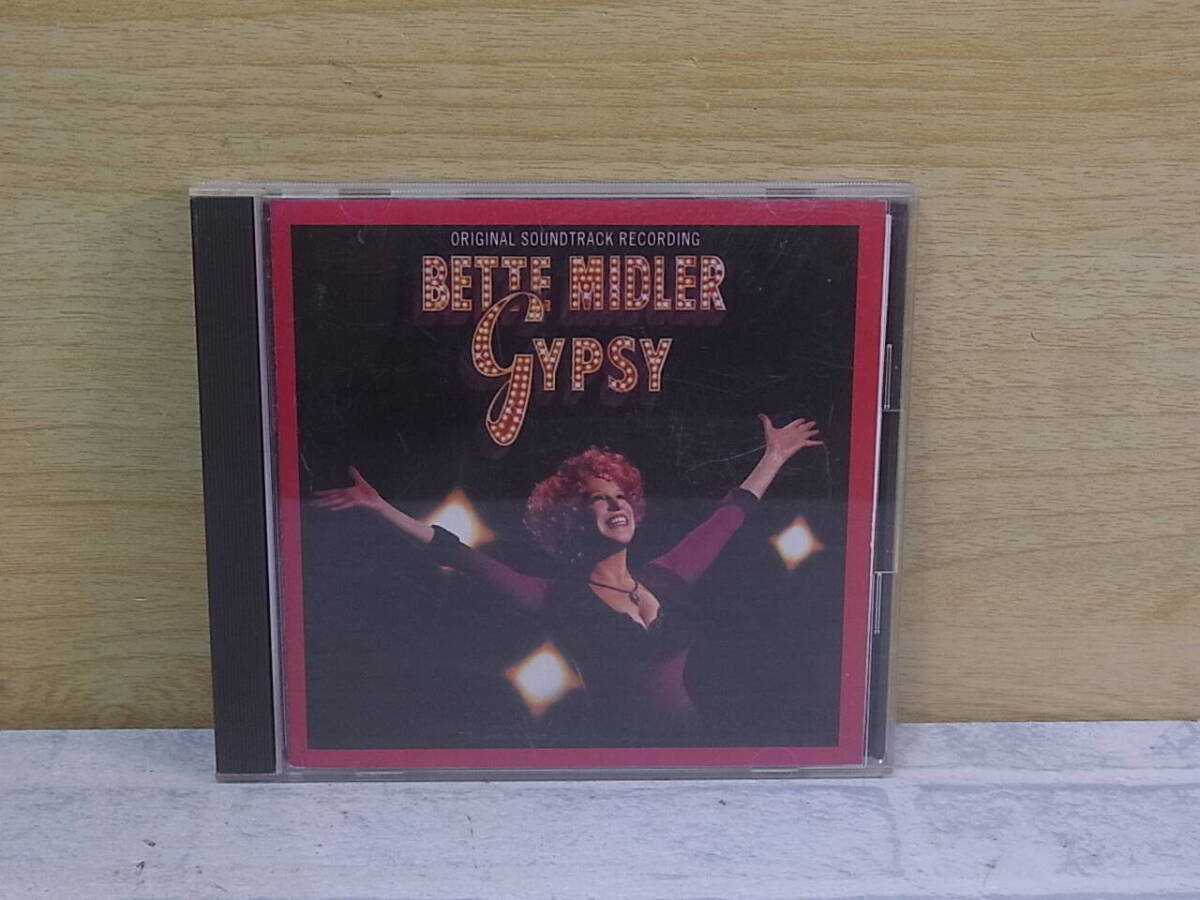 ORIGINAL SOUNDTRACK RECORDING
BETTE MIDLER
GYPSY